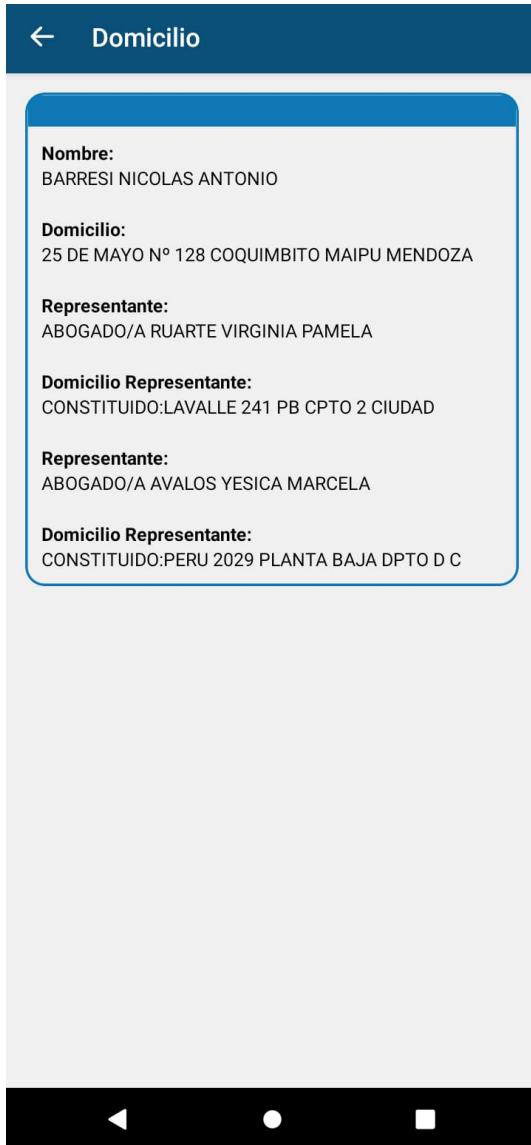 Domicilio
Nombre:
BARRESI NICOLAS ANTONIO
Domicilio:
25 DE MAYO Nº 128 COQUIMBITO MAIPU MENDOZA
Representante:
ABOGADO/A RUARTE VIRGINIA PAMELA
Domicilio Representante:
CONSTITUIDO:LAVALLE 241 PB CPTO 2 CIUDAD
Representante:
ABOGADO/A AVALOS YESICA MARCELA
Domicilio Representante:
CONSTITUIDO:PERU 2029 PLANTA BAJA DPTO D C